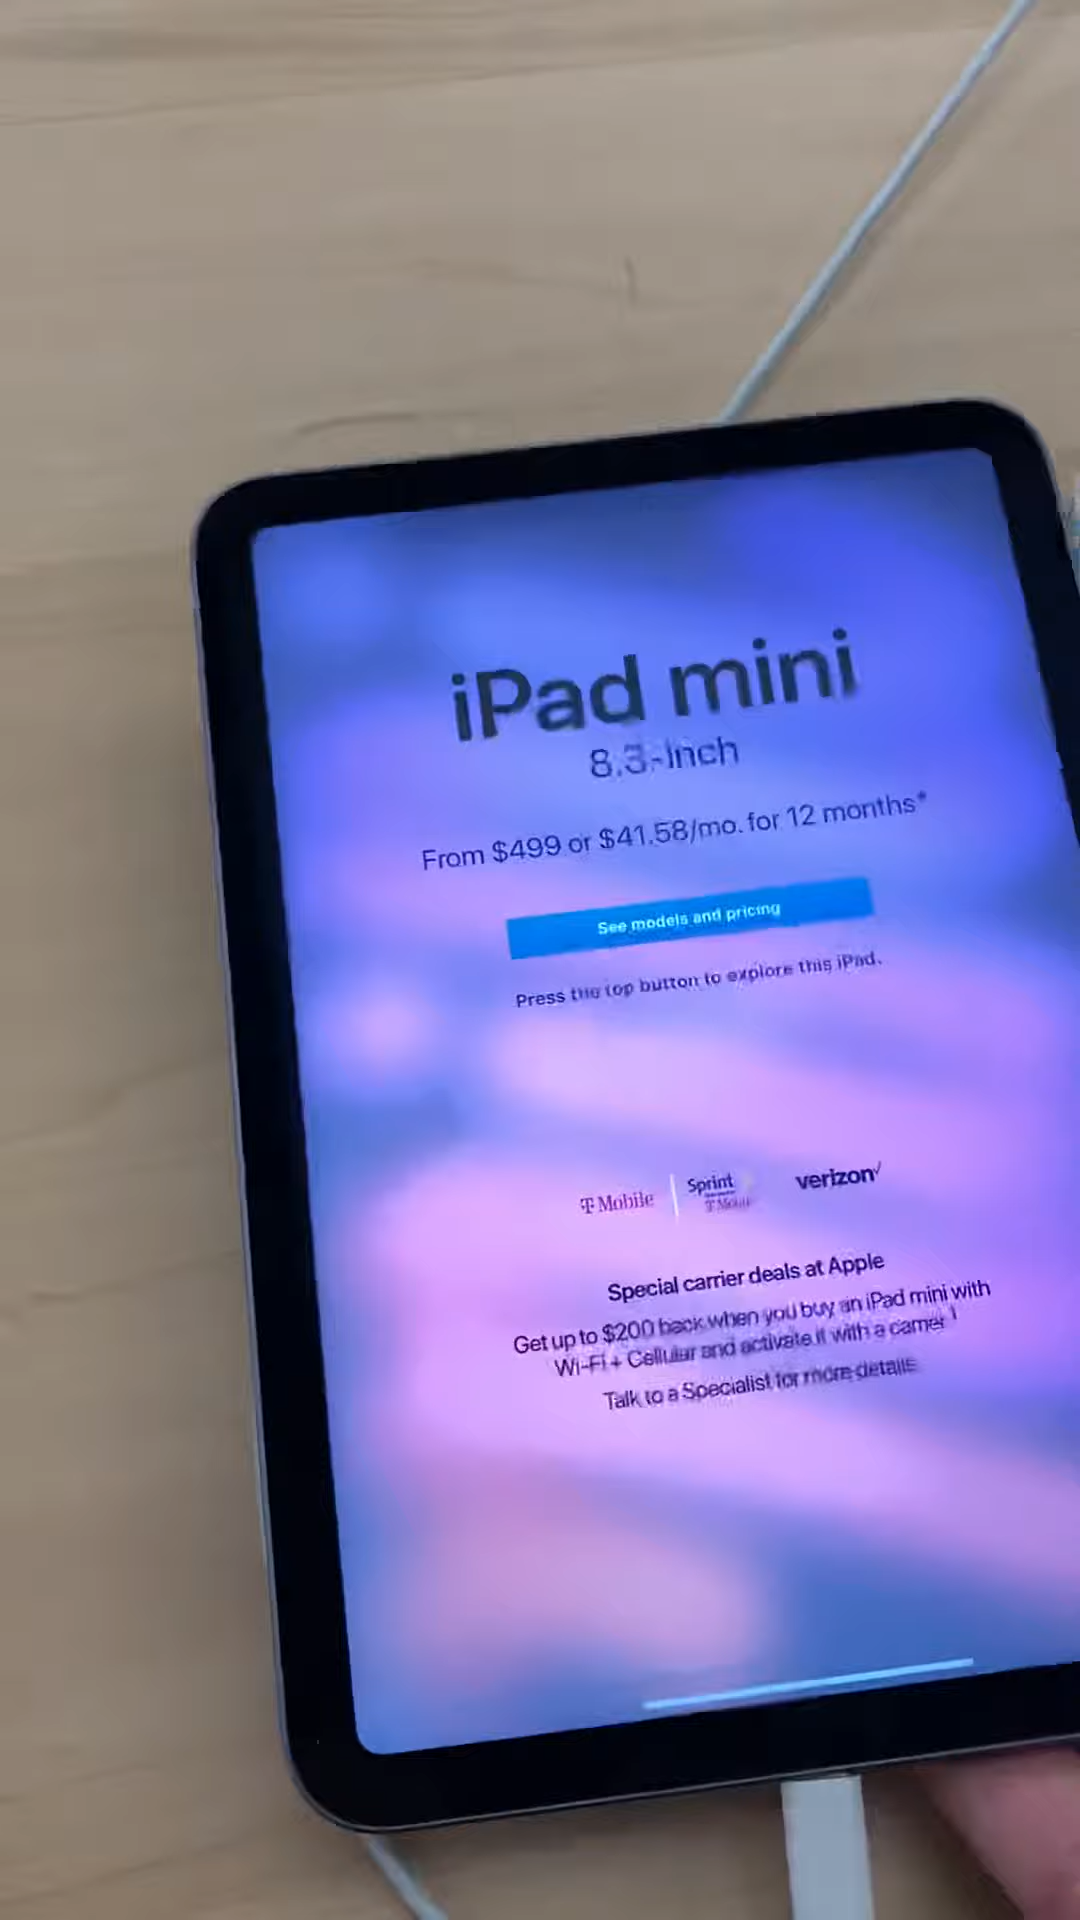 iPad mini
8.3-inch
From $499 or $41.58/mo. for 12 months*
See models and pricing
Press the top button to explore this iPad.
T Mobile
Sprint
T Mobile
verizon✓
Special carrier deals at Apple
Get up to $200 back when you buy an iPad mini with
Wi-Fi + Cellular and activate it with a carrier.¹
Talk to a Specialist for more details.